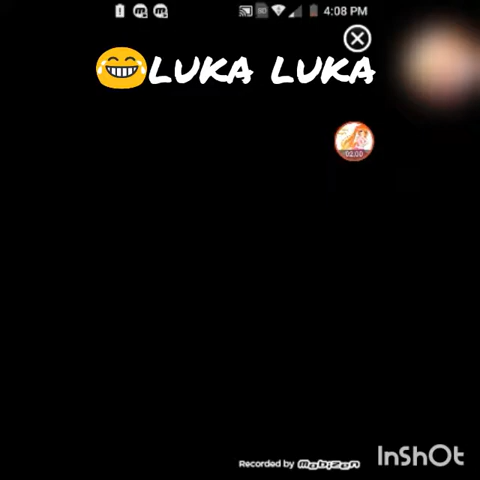 4:08 PM
😂LUKA LUKA
02:00
Recorded by mobizen
InShOt